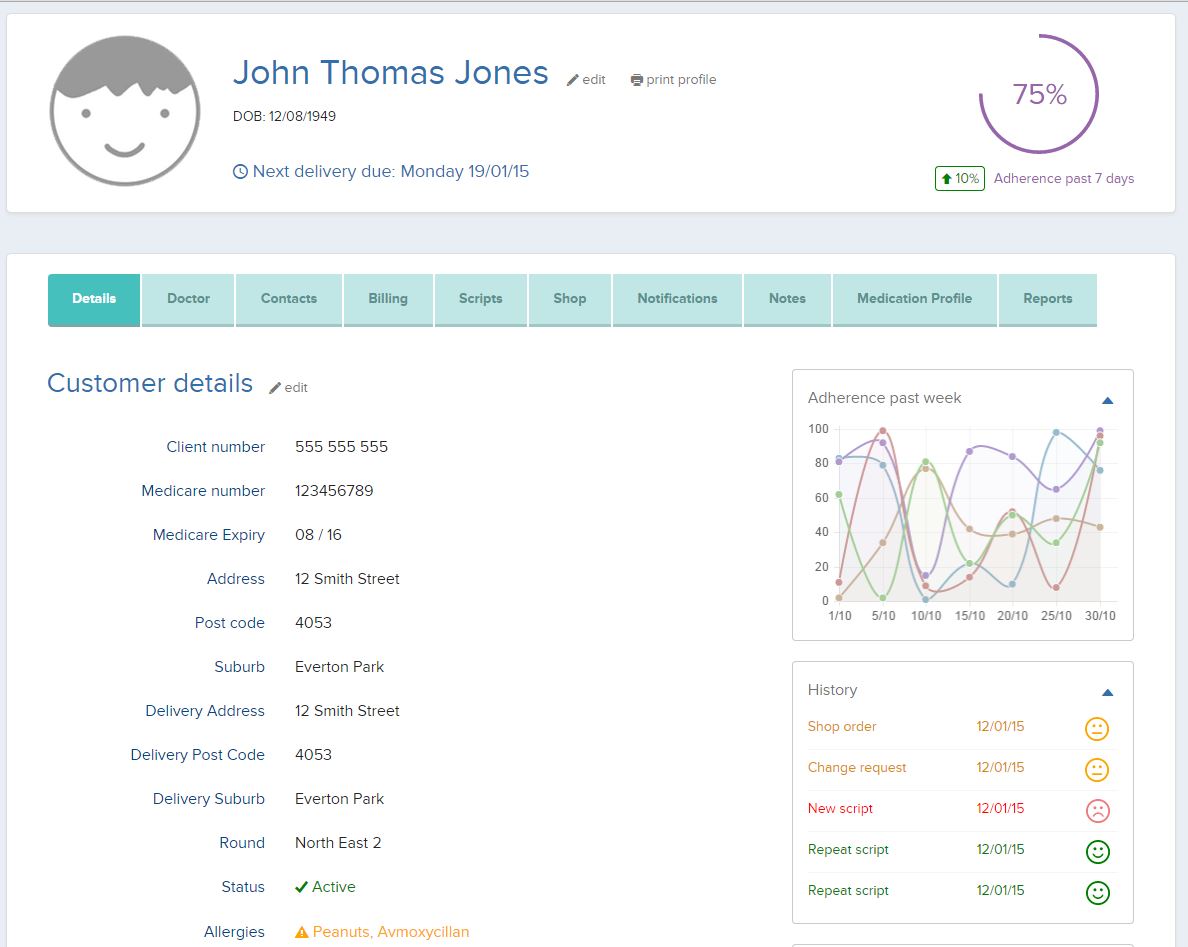 John Thomas Jones edit print profile
DOB: 12/08/1949
Next delivery due: Monday 19/01/15
75%
10% Adherence past 7 days
Details Doctor Contacts Billing Scripts Shop Notifications Notes Medication Profile Reports
Customer details edit
Client number 555 555 555
Medicare number 123456789
Medicare Expiry 08 / 16
Address 12 Smith Street
Post code 4053
Suburb Everton Park
Delivery Address 12 Smith Street
Delivery Post Code 4053
Delivery Suburb Everton Park
Round North East 2
Status Active
Allergies Peanuts, Avmoxycillan
Adherence past week
100
80
60
40
20
0
1/10 5/10 10/10 15/10 20/10 25/10 30/10
History
Shop order 12/01/15
Change request 12/01/15
New script 12/01/15
Repeat script 12/01/15
Repeat script 12/01/15